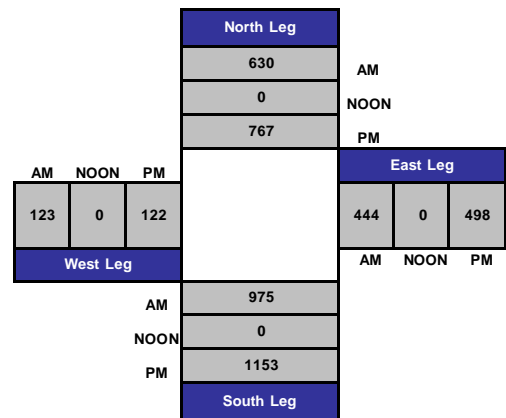 North Leg
630
AM
0
NOON
767
PM
East Leg
AM NOON PM
123 0 122
444 0 498
West Leg
AM NOON PM
975
AM
0
NOON
1153
PM
South Leg